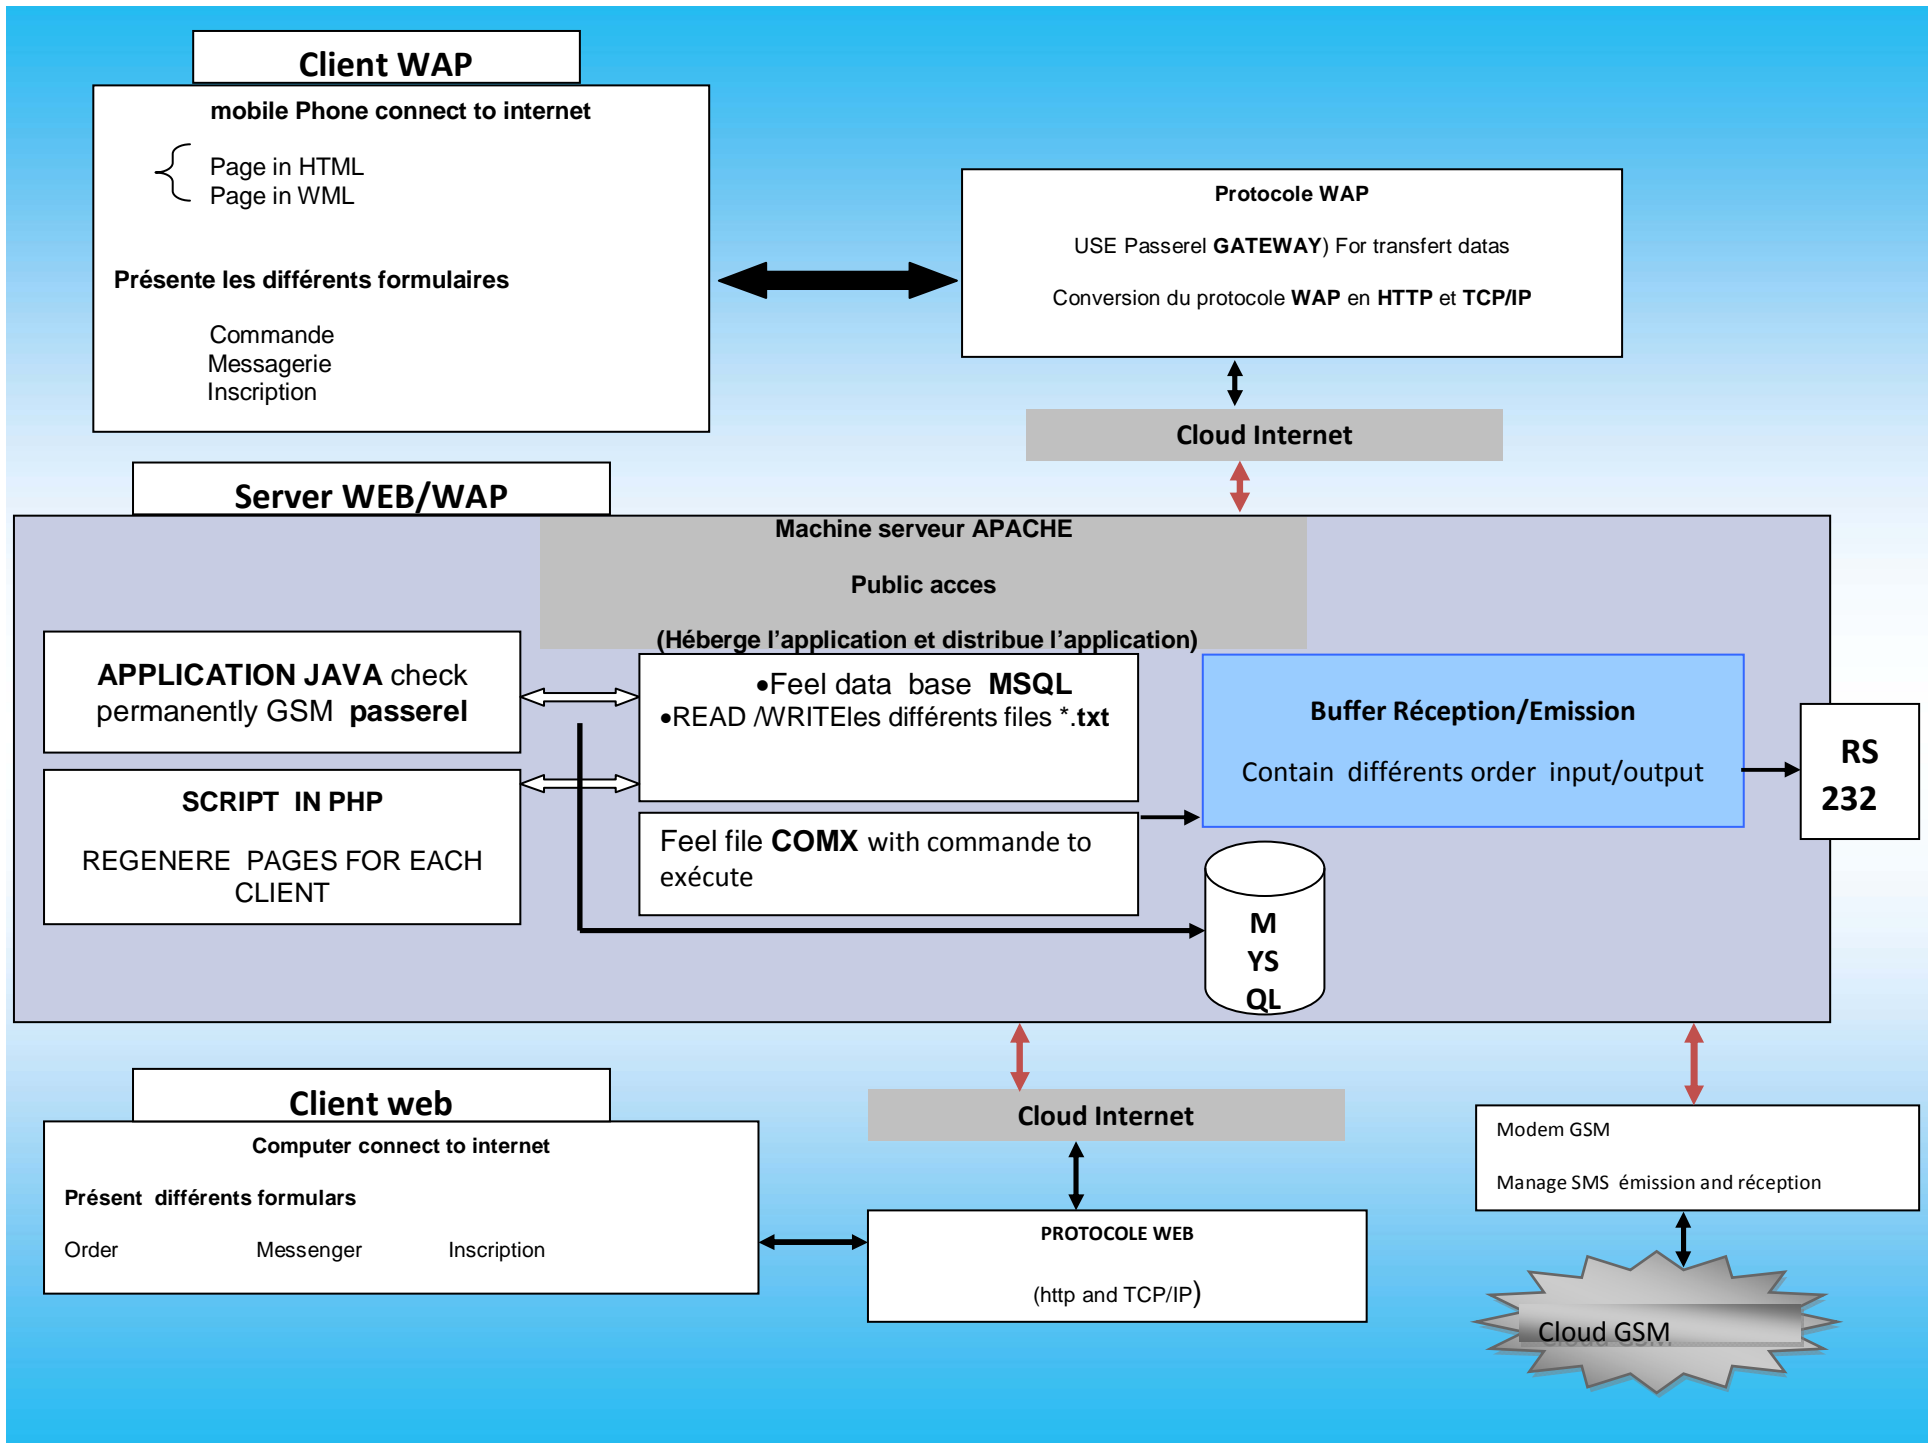 Client WAP
mobile Phone connect to internet
Page in HTML
Page in WML
Présente les différents formulaires
Commande
Messagerie
Inscription
Protocole WAP
USE Passerel GATEWAY) For transfert datas
Conversion du protocole WAP en HTTP et TCP/IP
Cloud Internet
Server WEB/WAP
Machine serveur APACHE
Public acces
(Héberge l'application et distribue l'application)
APPLICATION JAVA check
permanently GSM passerel
SCRIPT IN PHP
REGENERE PAGES FOR EACH
CLIENT
•Feel data base MSQL
•READ /WRITEles différents files *.txt
Feel file COMX with commande to
exécute
Buffer Réception/Emission
Contain différents order input/output
RS
232
M
YS
QL
Client web
Computer connect to internet
Présent différents formulars
Order Messenger Inscription
Cloud Internet
PROTOCOLE WEB
(http and TCP/IP)
Modem GSM
Manage SMS émission and réception
Cloud GSM